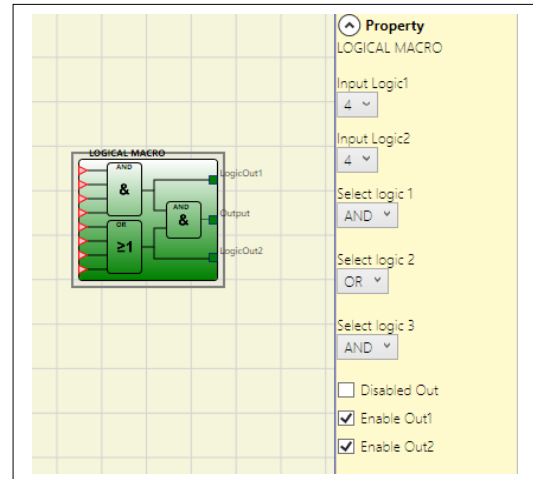 LOGICAL MACRO
AND
&
LogicOut1
AND
&
Output
OR
≥1
LogicOut2
Property
LOGICAL MACRO
Input Logic1
4
Input Logic2
4
Select logic 1
AND
Select logic 2
OR
Select logic 3
AND
Disabled Out
Enable Out1
Enable Out2